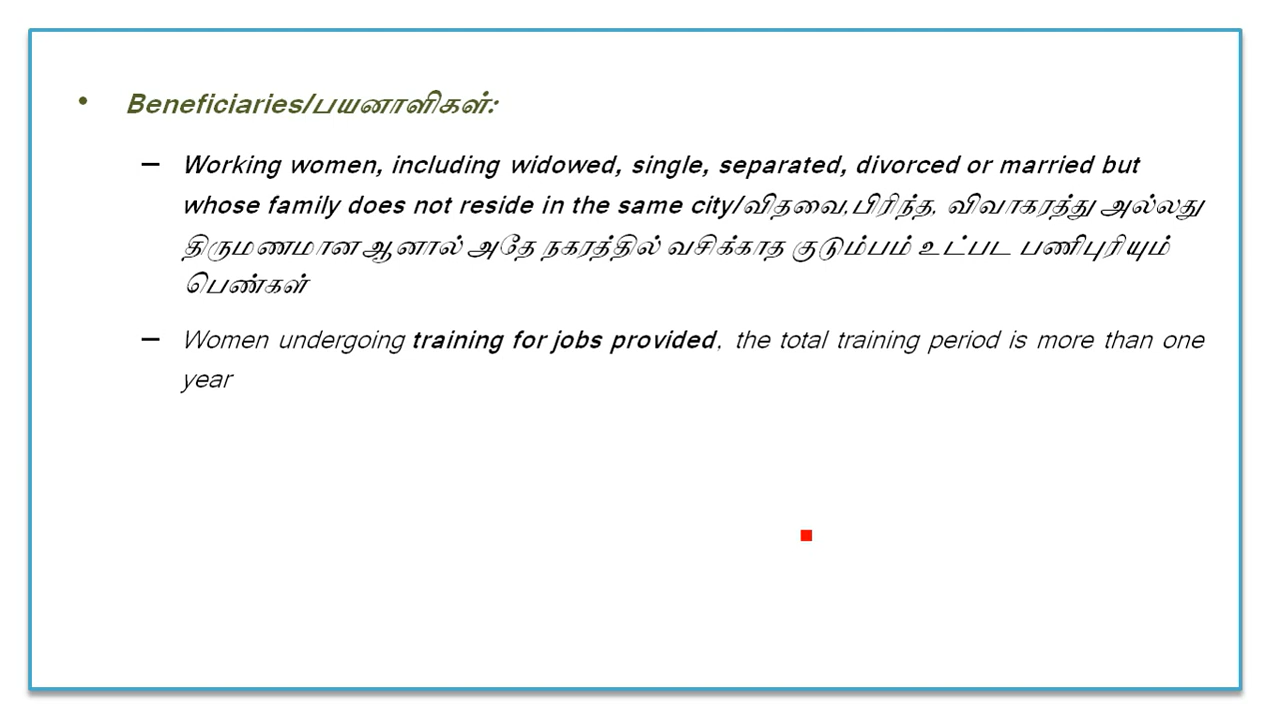 • Beneficiaries/பயனாளிகள்:
– Working women, including widowed, single, separated, divorced or married but
whose family does not reside in the same city/விதவை,பிரிந்த, விவாகரத்து அல்லது
திருமணமான ஆனால் அதே நகரத்தில் வசிக்காத குடும்பம் உட்பட பணிபுரியும்
பெண்கள்
– Women undergoing training for jobs provided, the total training period is more than one
year